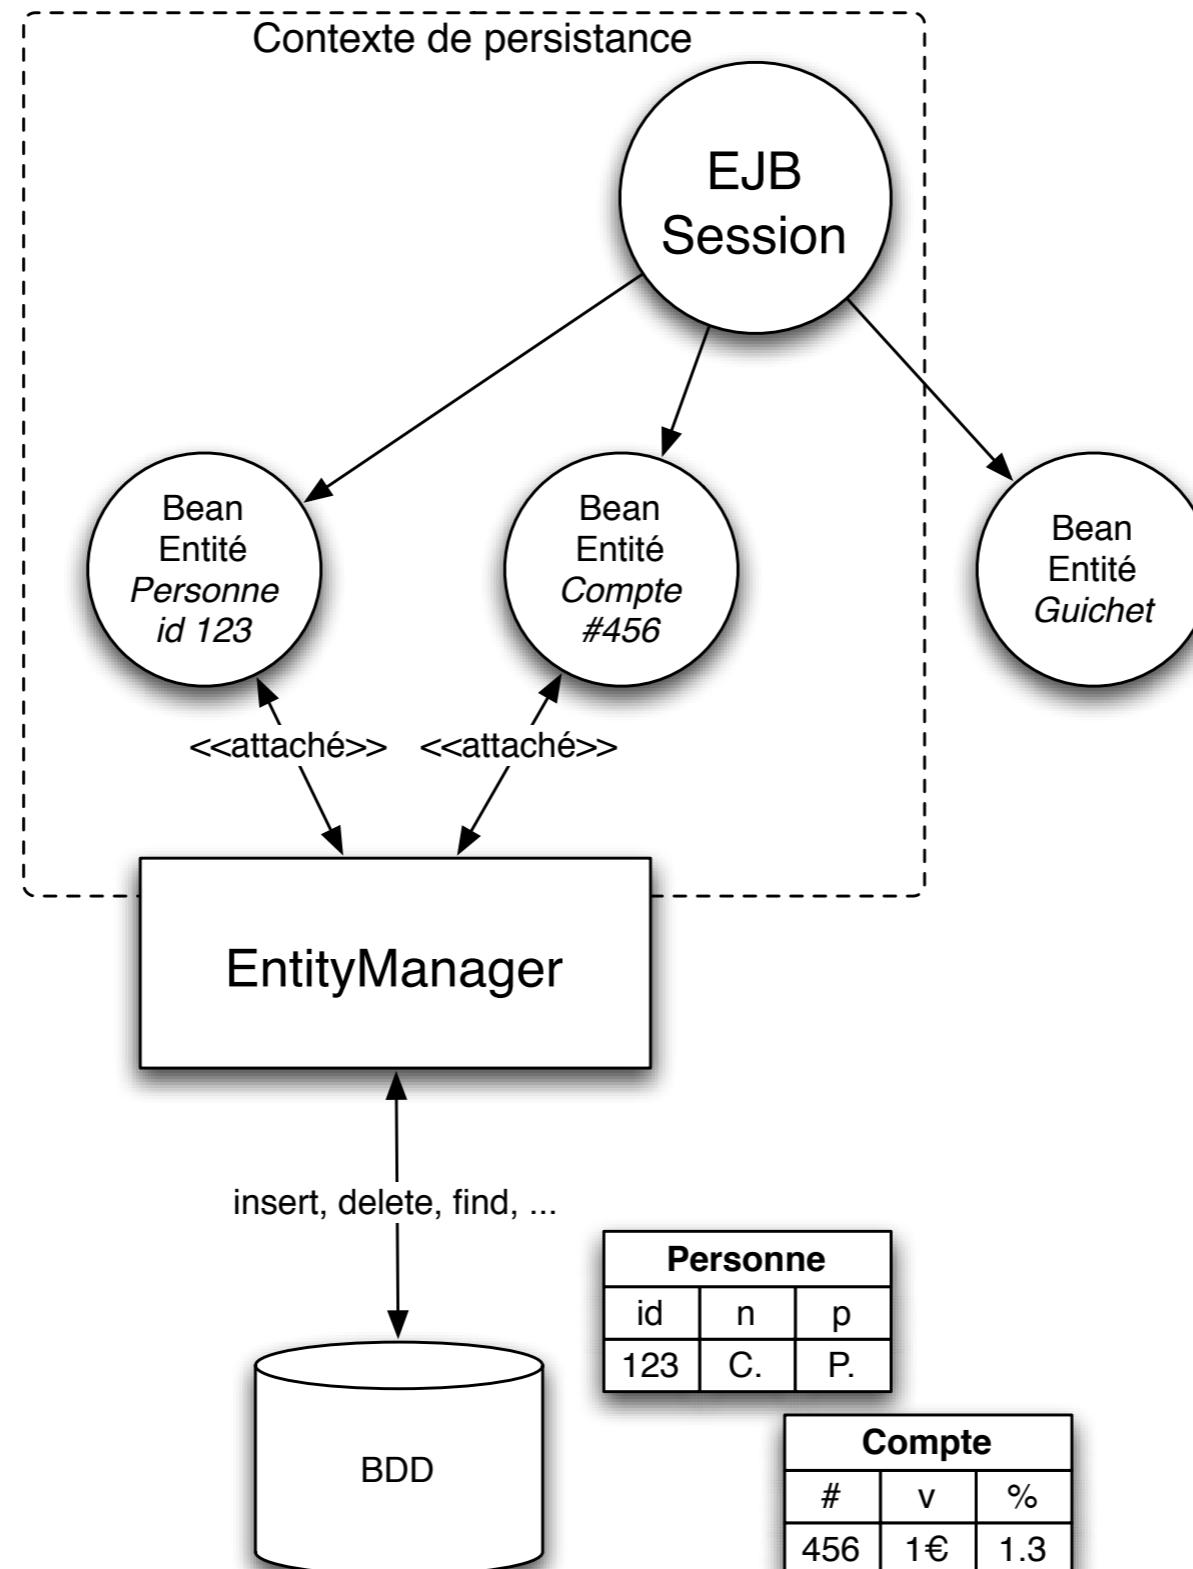 Contexte de persistance
EJB
Session
Bean
Entité
Personne
id 123
Bean
Entité
Compte
#456
Bean
Entité
Guichet
<<attaché>>
<<attaché>>
EntityManager
insert, delete, find, ...
Personne
id n p
123 C. P.
BDD
Compte
# v %
456 1€ 1.3